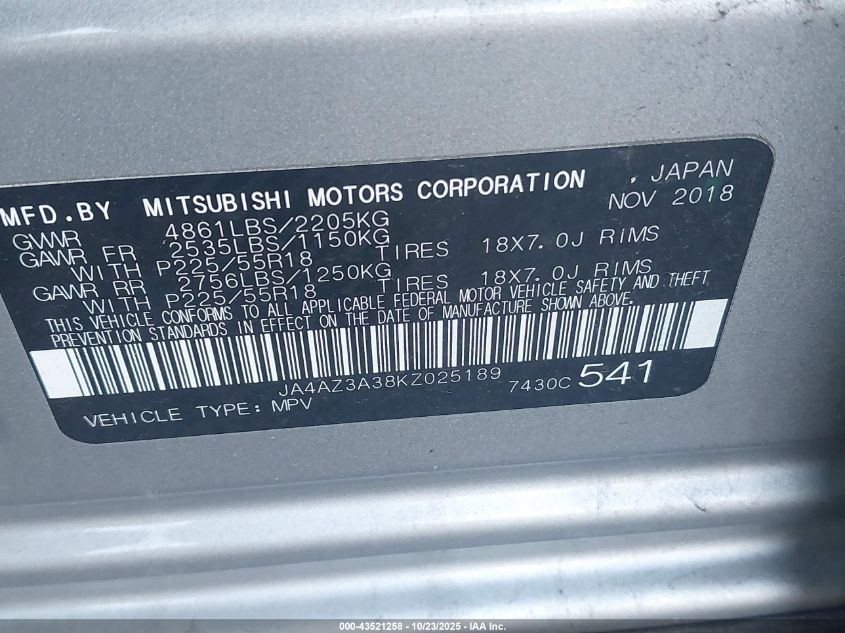 MFD.BY MITSUBISHI MOTORS CORPORATION , JAPAN
NOV 2018
GVWR 4861LBS/2205KG
GAWR FR 2535LBS/1150KG
WITH P225/55R18 TIRES 18X7.0J RIMS
GAWR RR 2756LBS/1250KG
WITH P225/55R18 TIRES 18X7.0J RIMS
THIS VEHICLE CONFORMS TO ALL APPLICABLE FEDERAL MOTOR VEHICLE SAFETY AND THEFT
PREVENTION STANDARDS IN EFFECT ON THE DATE OF MANUFACTURE SHOWN ABOVE.
JA4AZ3A38KZ025189 7430C 541
VEHICLE TYPE: MPV
000-43521258 - 10/23/2025 - IAA Inc.